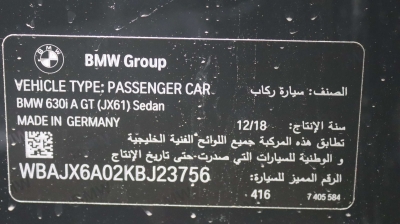 BMW
BMW Group
VEHICLE TYPE: PASSENGER CAR
الصنف: سيارة ركاب
BMW 630i A GT (JX61) Sedan
MADE IN GERMANY
سنة الإنتاج: 12/18
تطابق هذه المركبة جميع اللوائح الفنية الخليجية
و الوطنية للسيارات التي صدرت حتى تاريخ الإنتاج
WBAJX6A02KBJ23756
الرقم المميز للسيارة:
416
7 405 584